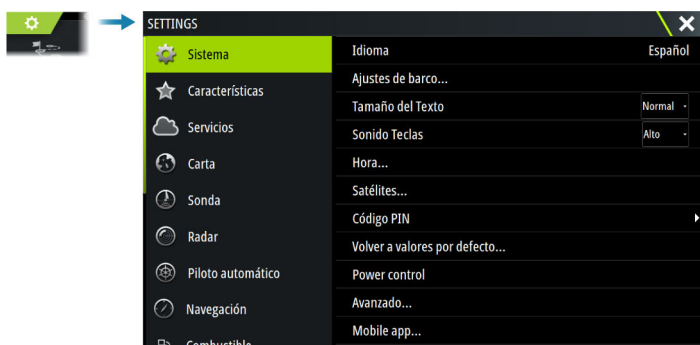 SETTINGS
Sistema
Características
Servicios
Carta
Sonda
Radar
Piloto automático
Navegación
Combustible
Idioma Español
Ajustes de barco...
Tamaño del Texto Normal
Sonido Teclas Alto
Hora...
Satélites...
Código PIN
Volver a valores por defecto...
Power control
Avanzado...
Mobile app...